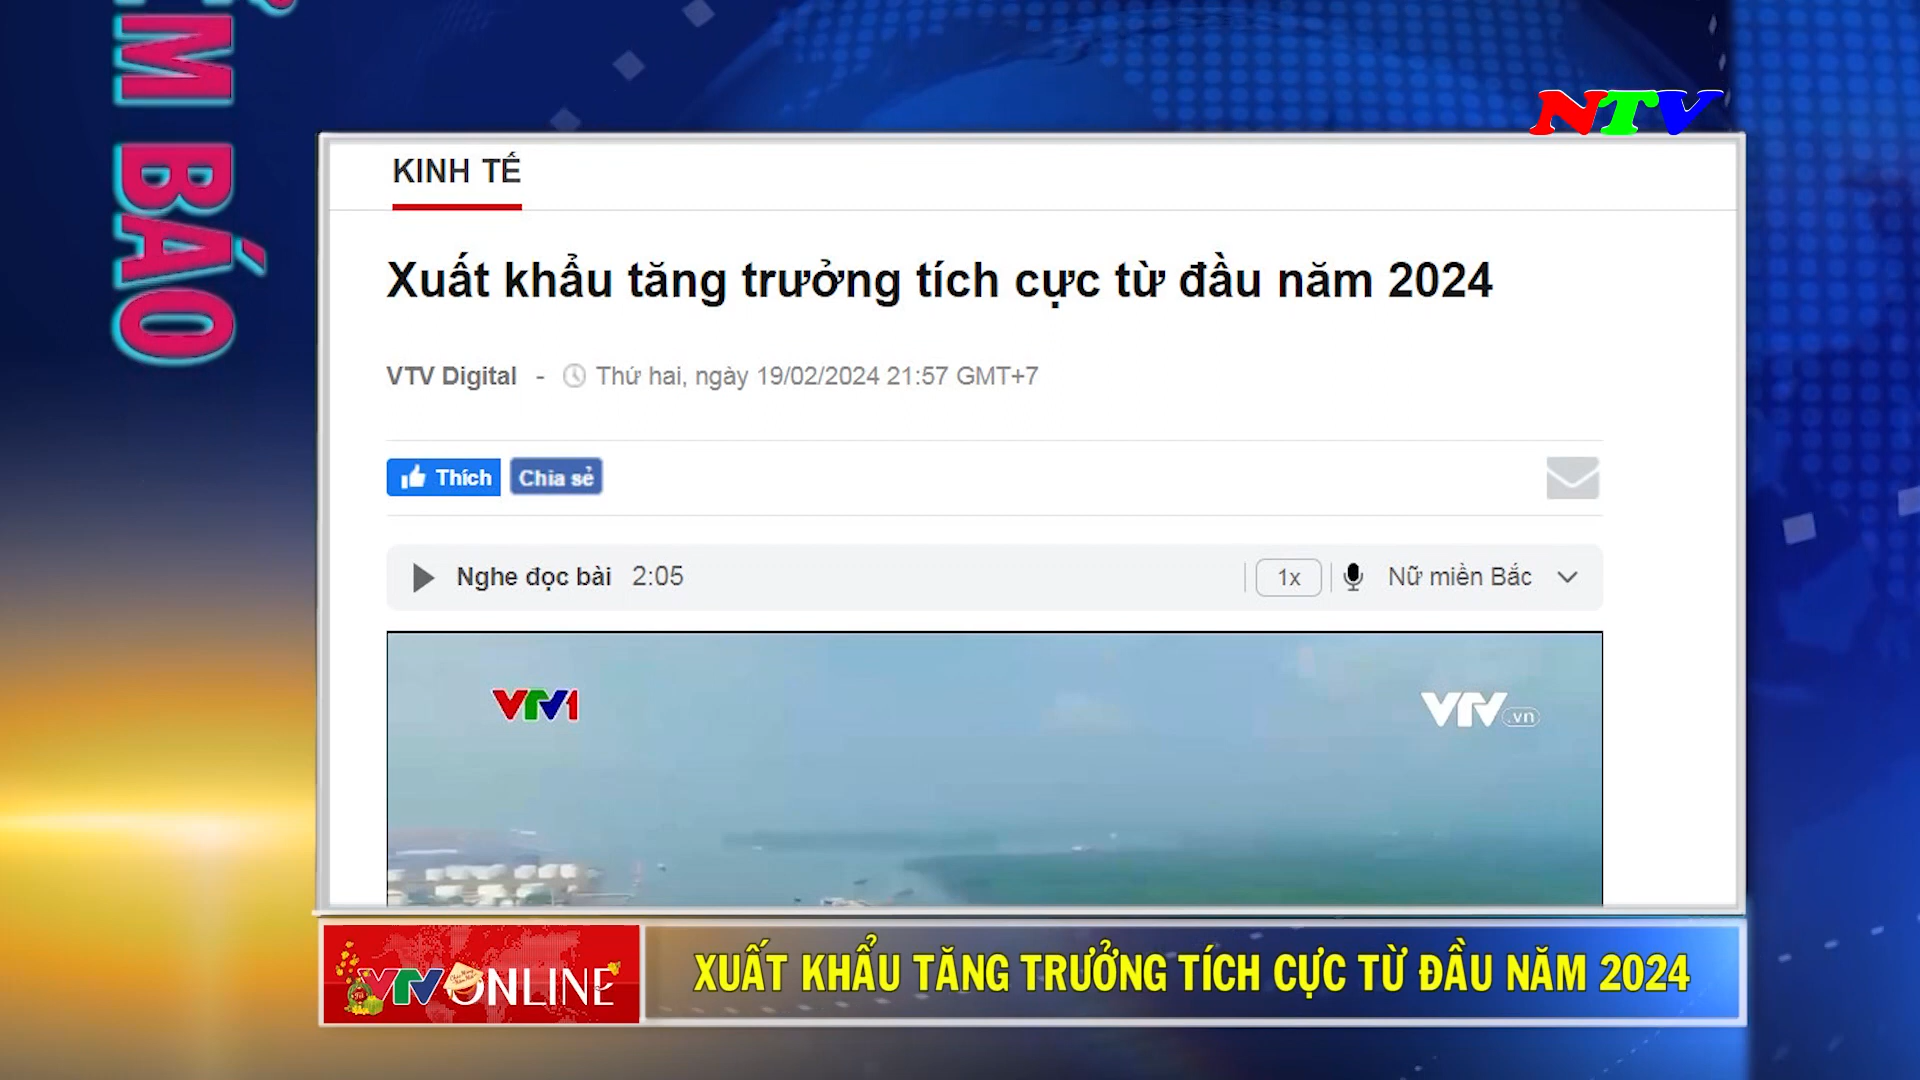 BÁO
NTV
KINH TẾ
Xuất khẩu tăng trưởng tích cực từ đầu năm 2024
VTV Digital - Thứ hai, ngày 19/02/2024 21:57 GMT+7
Thích Chia sẻ
Nghe đọc bài 2:05 1x Nữ miền Bắc
VTV1 VTV.vn
VTV ONLINE
XUẤT KHẨU TĂNG TRƯỞNG TÍCH CỰC TỪ ĐẦU NĂM 2024